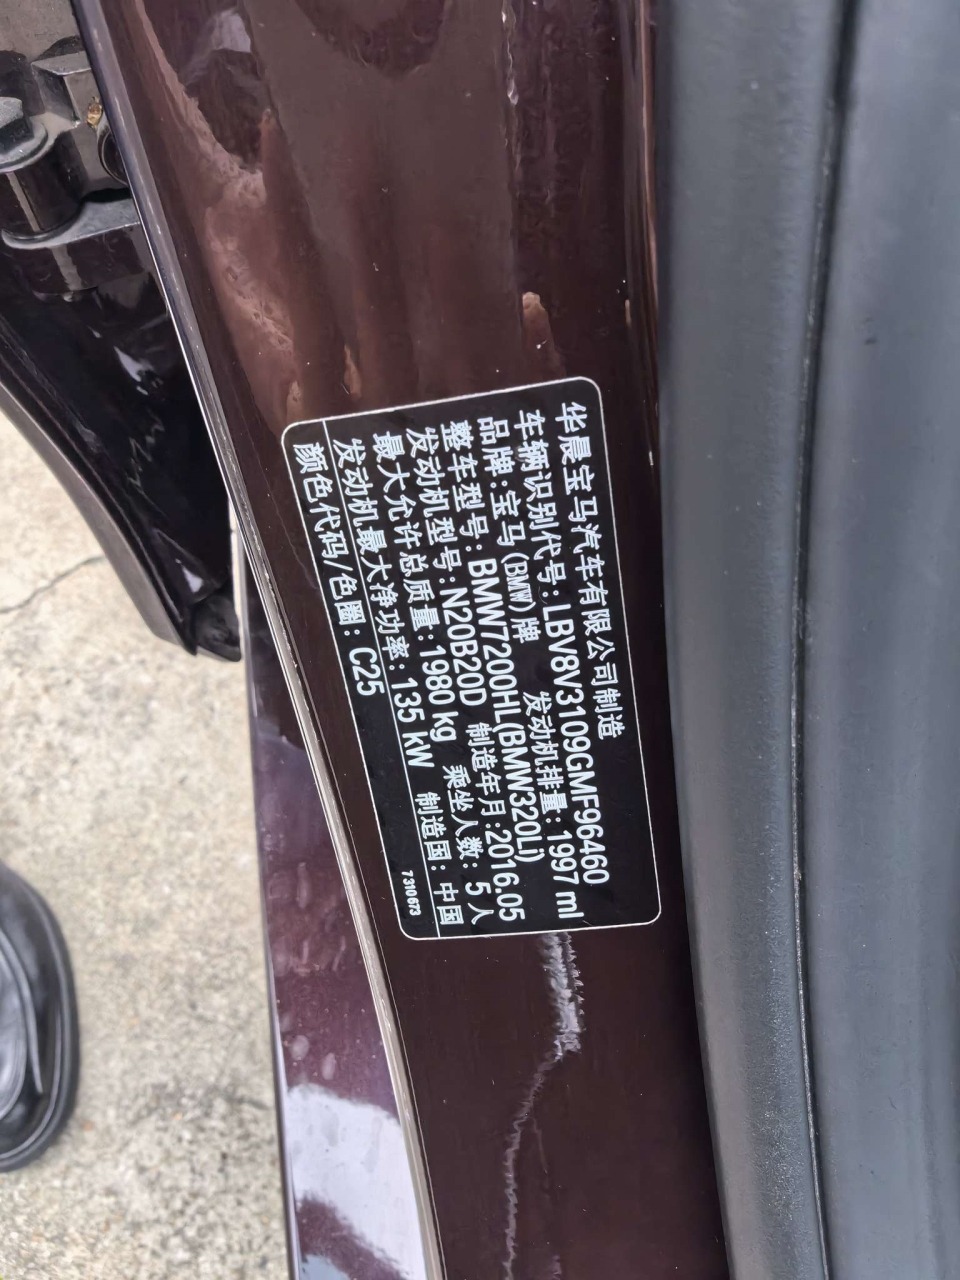 华晨宝马汽车有限公司制造
车辆识别代号:LBV8V3109GMF96460
品牌:宝马(BMW)牌 发动机排量:1997 ml
整车型号:BMW7200HL(BMW320Li)
发动机型号:N20B20D 制造年月:2016.05
最大允许总质量:1980 kg 乘坐人数:5人
发动机最大净功率:135 kW 制造国:中国
颜色代码/色圈:C25 7310673